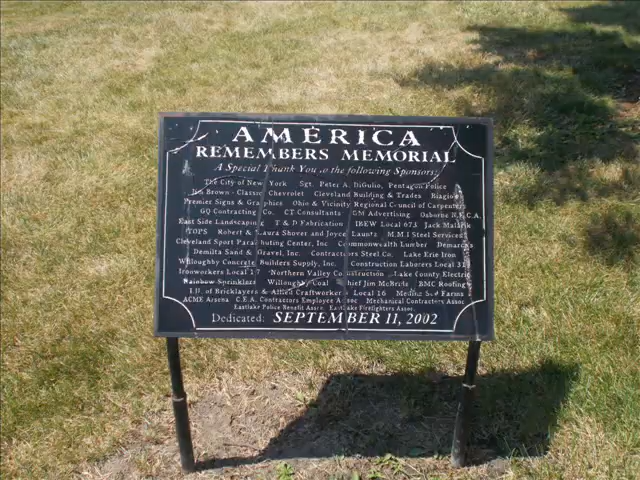 AMERICA
REMEMBERS MEMORIAL
A Special Thank You to the following Sponsors:
The City of New York Sgt. Peter A. DiGulio, Pentagon Police
Jim Brown - Classic Chevrolet Cleveland Building & Trades Biagio's
Premier Signs & Graphics Ohio & Vicinity Regional Council of Carpenters
GQ Contracting Co. CT Consultants GM Advertising Osborne N.E.C.A.
East Side Landscaping T & D Fabrication IBEW Local 673 Jack
TOPS Robert & Laura Shover and Joyce M.M.I Steel Services
Cleveland Sport Parachuting Center, Inc Commonwealth Lumber
Demilta Sand & Gravel, Inc. Contractors Steel Co. Lake Erie Iron
Willoughby Concrete Builders Supply, Inc. Construction Laborers Local
Ironworkers Local 17 Northern Valley Construction Lake County Electric
Rainbow Sprinklers Willoughby Coal Chief Jim McBride BMC Roofing
I.U. of Bricklayers & Allied Craftworkers Local 16 Medina Sod Farms
ACME C.E.A. Contractors Employee Assoc Mechanical Contractors Assoc
Eastlake Police Benefit Assoc. Eastlake Firefighters Assoc.
Dedicated: SEPTEMBER 11, 2002